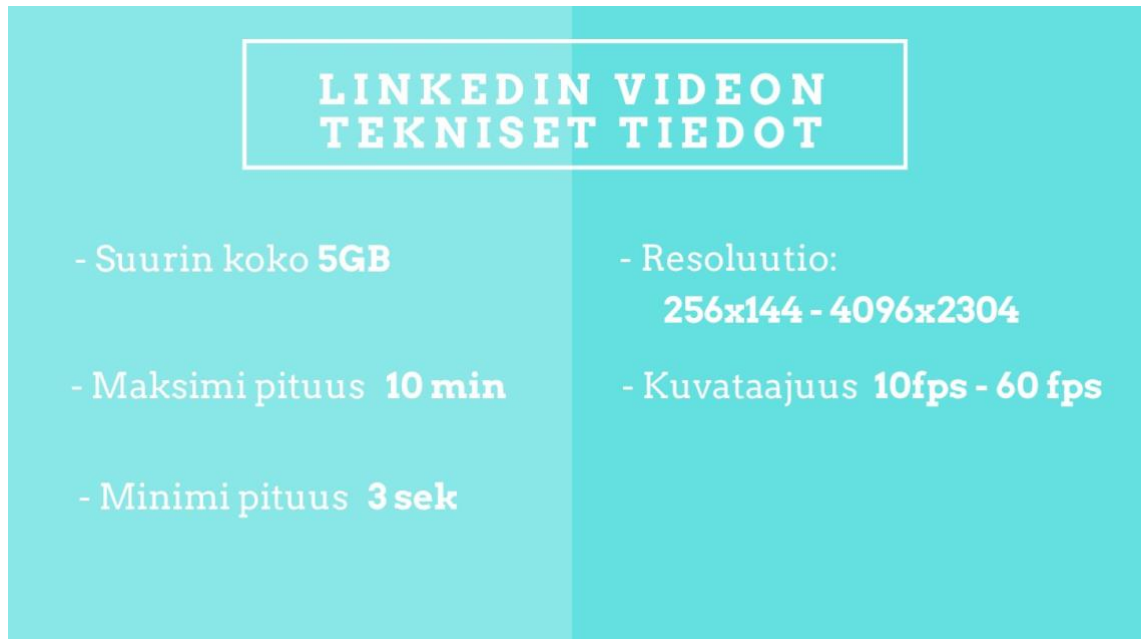 LINKEDIN VIDEON
TEKNISET TIEDOT
- Suurin koko 5GB
- Maksimi pituus 10 min
- Minimi pituus 3 sek
- Resoluutio:
256x144 - 4096x2304
- Kuvataajuus 10fps - 60 fps